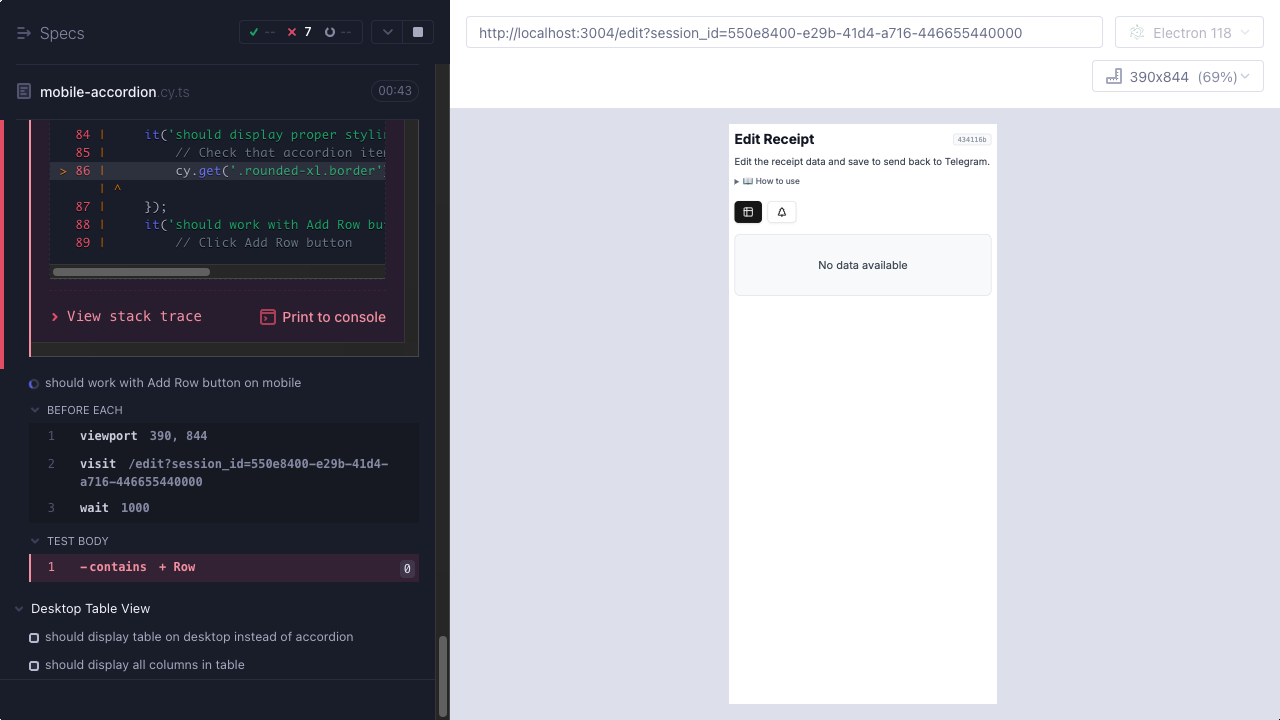 Specs
-- 7 --
mobile-accordion.cy.ts 00:43
84 | it('should display proper stylin
85 | // Check that accordion ite
> 86 | cy.get('.rounded-xl.border'
| ^
87 | });
88 | it('should work with Add Row bu
89 | // Click Add Row button
View stack trace Print to console
should work with Add Row button on mobile
BEFORE EACH
1 viewport 390, 844
2 visit /edit?session_id=550e8400-e29b-41d4-
a716-446655440000
3 wait 1000
TEST BODY
1 -contains + Row 0
Desktop Table View
should display table on desktop instead of accordion
should display all columns in table
http://localhost:3004/edit?session_id=550e8400-e29b-41d4-a716-446655440000 Electron 118
390x844 (69%)
Edit Receipt 434116b
Edit the receipt data and save to send back to Telegram.
▶ 📖 How to use
No data available